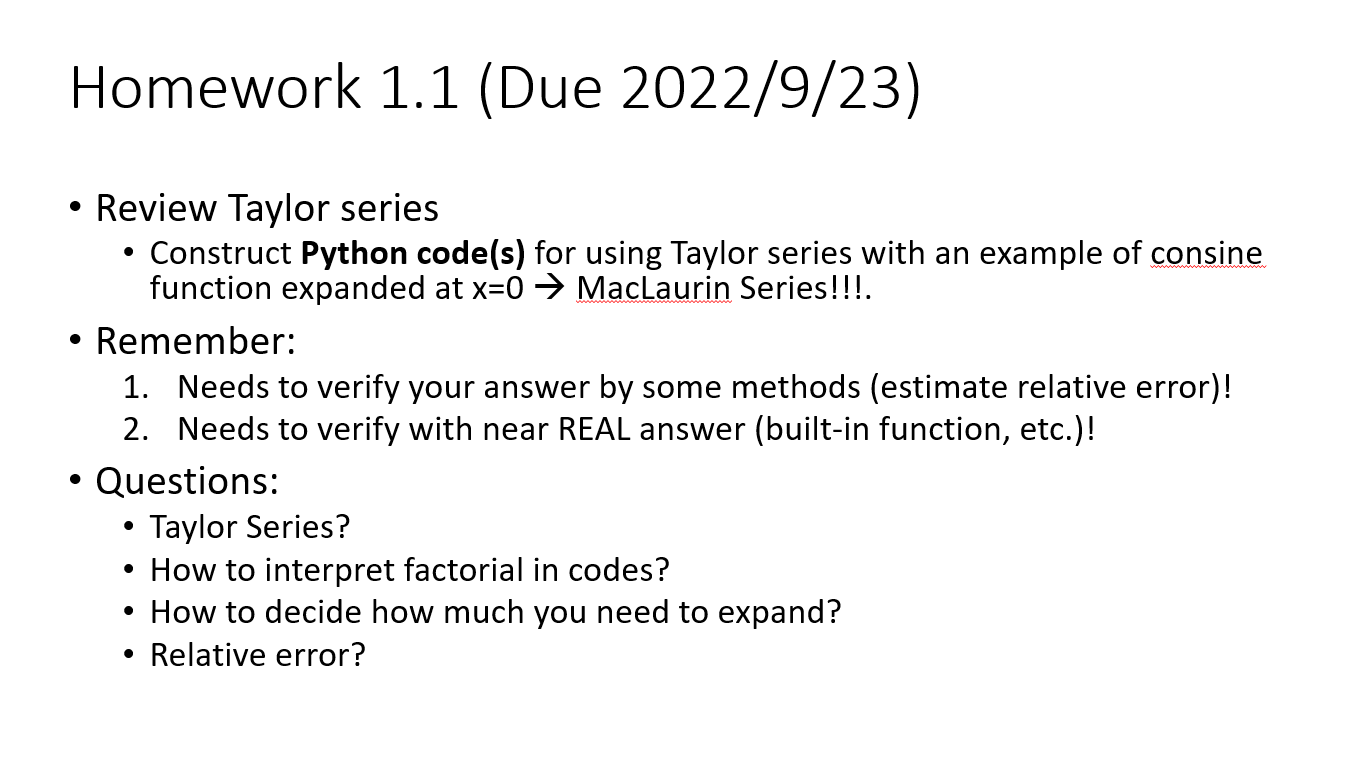 Homework 1.1 (Due 2022/9/23)
• Review Taylor series
• Construct Python code(s) for using Taylor series with an example of consine
function expanded at x=0 → MacLaurin Series!!!.
• Remember:
1. Needs to verify your answer by some methods (estimate relative error)!
2. Needs to verify with near REAL answer (built-in function, etc.)!
• Questions:
• Taylor Series?
• How to interpret factorial in codes?
• How to decide how much you need to expand?
• Relative error?